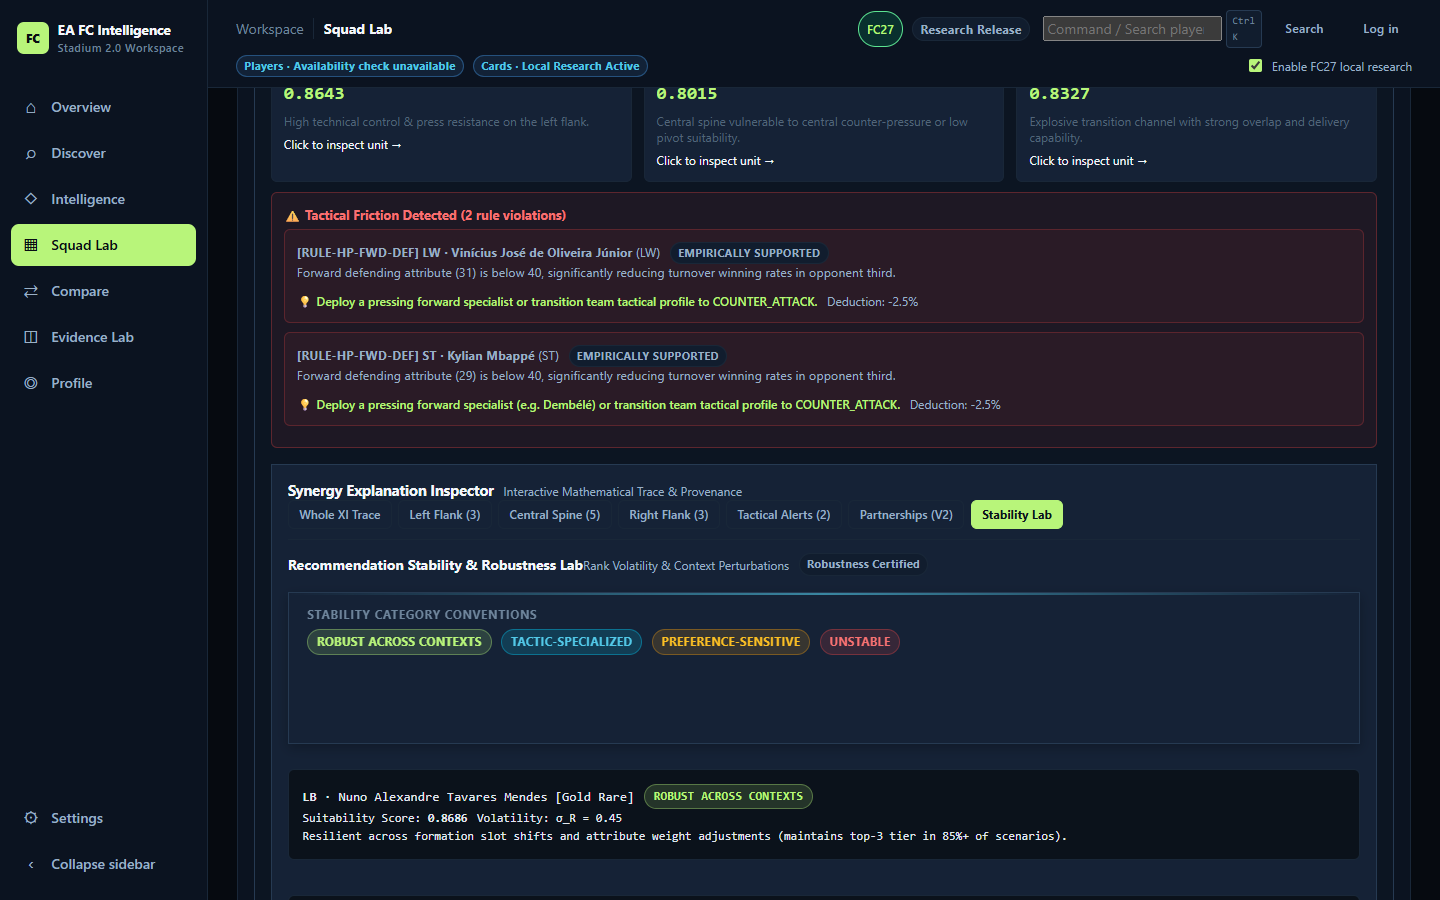 FC
EA FC Intelligence
Stadium 2.0 Workspace
Overview
Discover
Intelligence
Squad Lab
Compare
Evidence Lab
Profile
Settings
Collapse sidebar
Workspace
Squad Lab
FC27
Research Release
Command / Search playe
Ctrl K
Search
Log in
Players · Availability check unavailable
Cards · Local Research Active
Enable FC27 local research
0.8643
High technical control & press resistance on the left flank.
Click to inspect unit →
0.8015
Central spine vulnerable to central counter-pressure or low
pivot suitability.
Click to inspect unit →
0.8327
Explosive transition channel with strong overlap and delivery
capability.
Click to inspect unit →
⚠ Tactical Friction Detected (2 rule violations)
[RULE-HP-FWD-DEF] LW · Vinícius José de Oliveira Júnior (LW) EMPIRICALLY SUPPORTED
Forward defending attribute (31) is below 40, significantly reducing turnover winning rates in opponent third.
💡 Deploy a pressing forward specialist or transition team tactical profile to COUNTER_ATTACK. Deduction: -2.5%
[RULE-HP-FWD-DEF] ST · Kylian Mbappé (ST) EMPIRICALLY SUPPORTED
Forward defending attribute (29) is below 40, significantly reducing turnover winning rates in opponent third.
💡 Deploy a pressing forward specialist (e.g. Dembélé) or transition team tactical profile to COUNTER_ATTACK. Deduction: -2.5%
Synergy Explanation Inspector Interactive Mathematical Trace & Provenance
Whole XI Trace
Left Flank (3)
Central Spine (5)
Right Flank (3)
Tactical Alerts (2)
Partnerships (V2)
Stability Lab
Recommendation Stability & Robustness Lab Rank Volatility & Context Perturbations Robustness Certified
STABILITY CATEGORY CONVENTIONS
ROBUST ACROSS CONTEXTS
TACTIC-SPECIALIZED
PREFERENCE-SENSITIVE
UNSTABLE
LB · Nuno Alexandre Tavares Mendes [Gold Rare] ROBUST ACROSS CONTEXTS
Suitability Score: 0.8686 Volatility: σ_R = 0.45
Resilient across formation slot shifts and attribute weight adjustments (maintains top-3 tier in 85%+ of scenarios).